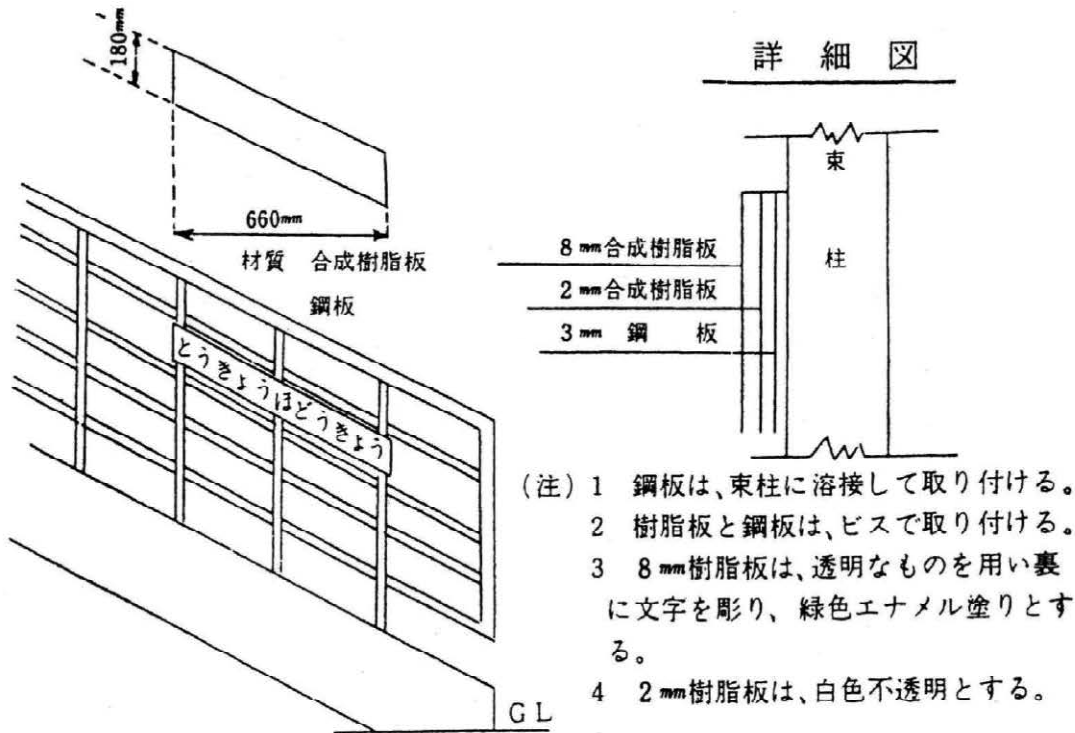 180mm
660mm
材質 合成樹脂板
鋼板
とうきょうほどうきょう
GL
詳細図
束
柱
8mm合成樹脂板
2mm合成樹脂板
3mm 鋼 板
(注) 1 鋼板は、束柱に溶接して取り付ける。
2 樹脂板と鋼板は、ビスで取り付ける。
3 8mm樹脂板は、透明なものを用い裏
に文字を彫り、緑色エナメル塗りとす
る。
4 2mm樹脂板は、白色不透明とする。